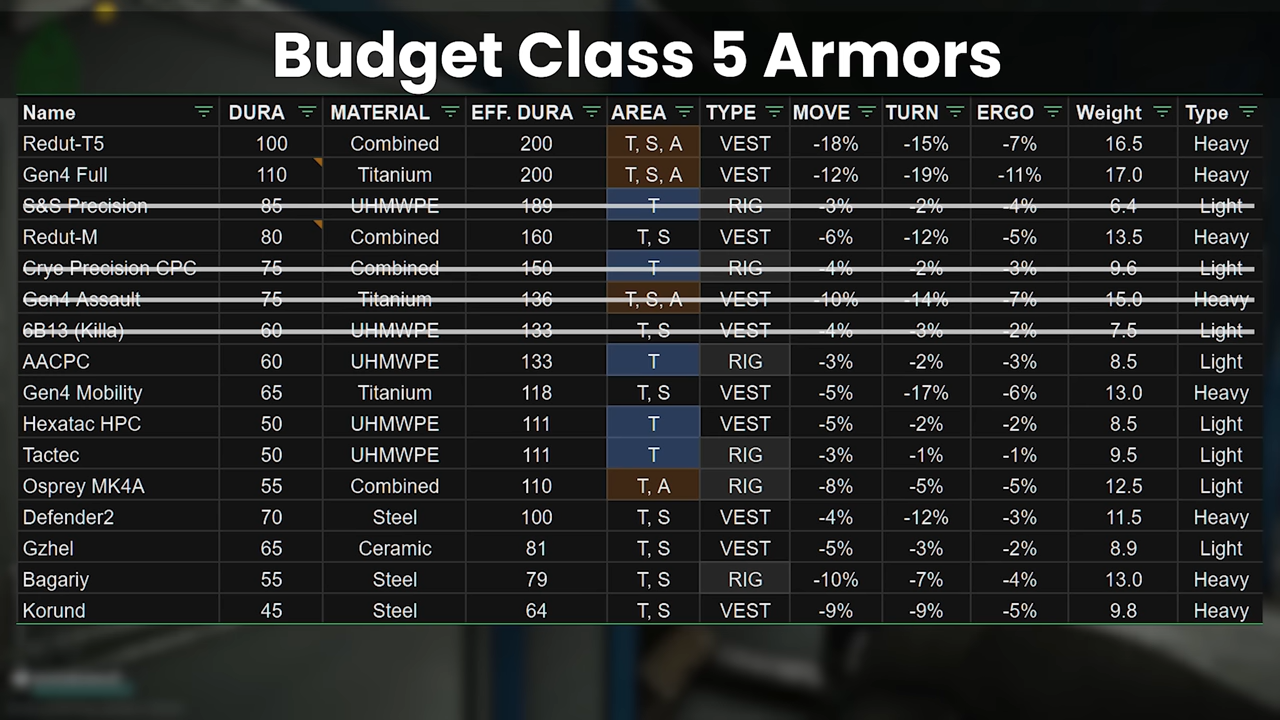 Budget Class 5 Armors
Name DURA MATERIAL EFF. DURA AREA TYPE MOVE TURN ERGO Weight Type
Redut-T5 100 Combined 200 T, S, A VEST -18% -15% -7% 16.5 Heavy
Gen4 Full 110 Titanium 200 T, S, A VEST -12% -19% -11% 17.0 Heavy
S&S Precision 85 UHMWPE 189 T RIG -3% -2% -4% 6.4 Light
Redut-M 80 Combined 160 T, S VEST -6% -12% -5% 13.5 Heavy
Crye Precision CPC 75 Combined 150 T RIG -4% -2% -3% 9.6 Light
Gen4 Assault 75 Titanium 136 T, S, A VEST -10% -14% -7% 15.0 Heavy
6B13 (Killa) 60 UHMWPE 133 T, S VEST -4% -3% -2% 7.5 Light
AACPC 60 UHMWPE 133 T RIG -3% -2% -3% 8.5 Light
Gen4 Mobility 65 Titanium 118 T, S VEST -5% -17% -6% 13.0 Heavy
Hexatac HPC 50 UHMWPE 111 T VEST -5% -2% -2% 8.5 Light
Tactec 50 UHMWPE 111 T RIG -3% -1% -1% 9.5 Light
Osprey MK4A 55 Combined 110 T, A RIG -8% -5% -5% 12.5 Light
Defender2 70 Steel 100 T, S VEST -4% -12% -3% 11.5 Heavy
Gzhel 65 Ceramic 81 T, S VEST -5% -3% -2% 8.9 Light
Bagariy 55 Steel 79 T, S RIG -10% -7% -4% 13.0 Heavy
Korund 45 Steel 64 T, S VEST -9% -9% -5% 9.8 Heavy